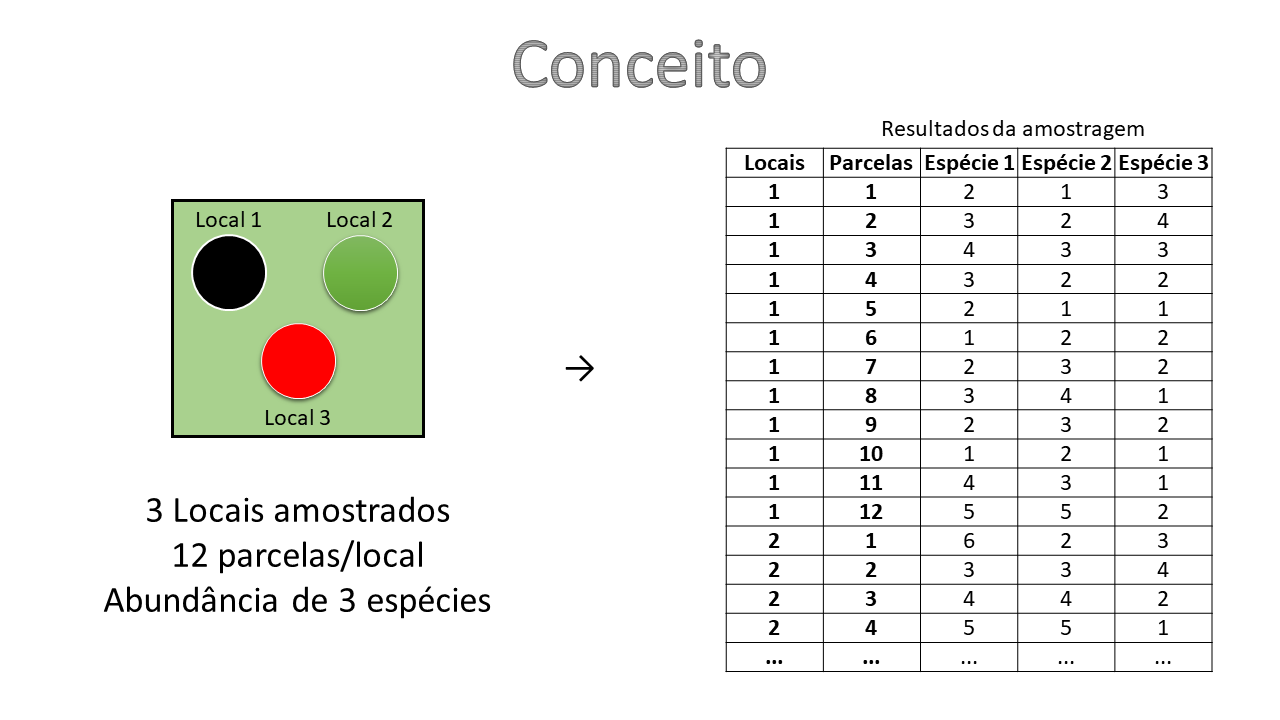 Conceito
Local 1 Local 2
Local 3
3 Locais amostrados
12 parcelas/local
Abundância de 3 espécies
→
Resultados da amostragem
Locais Parcelas Espécie 1 Espécie 2 Espécie 3
1 1 2 1 3
1 2 3 2 4
1 3 4 3 3
1 4 3 2 2
1 5 2 1 1
1 6 1 2 2
1 7 2 3 2
1 8 3 4 1
1 9 2 3 2
1 10 1 2 1
1 11 4 3 1
1 12 5 5 2
2 1 6 2 3
2 2 3 3 4
2 3 4 4 2
2 4 5 5 1
... ... ... ... ...